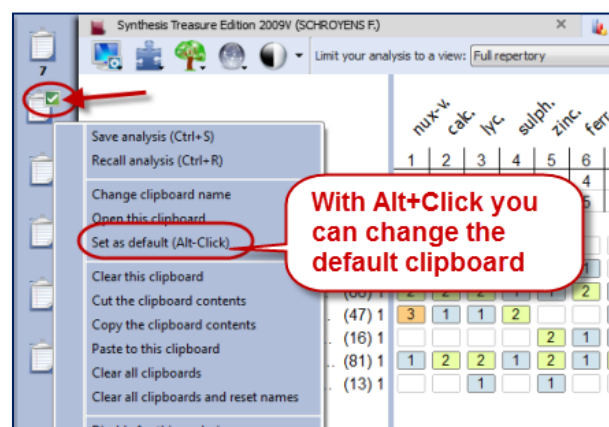 Synthesis Treasure Edition 2009V (SCHROYENS F.)
Limit your analysis to a view: Full repertory
7
nux-v. calc. lyc. sulph. zinc.
1 2 3 4 5 6
4
5
Save analysis (Ctrl+S)
Recall analysis (Ctrl+R)
Change clipboard name
Open this clipboard
Set as default (Alt-Click)
Clear this clipboard
Cut the clipboard contents
Copy the clipboard contents
Paste to this clipboard
Clear all clipboards
Clear all clipboards and reset names
With Alt+Click you
can change the
default clipboard
1
2
(47) 1 3 1 1 2
(16) 1 2 1
(81) 1 1 2 2 1 2 1
(13) 1 1 1